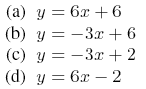 (a) y = 6x + 6
(b) y = −3x + 6
(c) y = −3x + 2
(d) y = 6x − 2